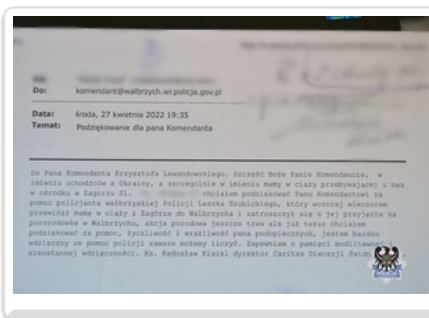 Do: komendant@walbrzych.wr.policja.gov.pl
Data: środa, 27 kwietnia 2022 19:35
Temat: Podziękowanie dla pana Komendanta
Do Pana Komendanta Krzysztofa Lewandowskiego. Szczęść Boże Panie Komendancie, w
imieniu uchodźców z Ukrainy, a szczególnie w imieniu mamy w ciąży przebywającej u nas
w ośrodku w Zagórzu Śl. chciałem podziękować Panu Komendantowi za
pomoc policjanta wałbrzyskiej Policji Leszka Szubickiego, który wczoraj wieczorem
przewiózł mamę w ciąży z Zagórza do Wałbrzycha i zatroszczył się o jej przyjęcie na
porodowkę w Wałbrzychu, akcja porodowa jeszcze trwa ale już teraz chciałem
podziękować za pomoc, życzliwość i wrażliwość pana podopiecznych, jestem bardzo
wdzięczny ze pomoc policji zawsze możemy liczyć. Zapewniam o pamięci modlitewnej i
nieustannej wdzięczności. Ks. Radosław Kisiel dyrektor Caritas Diecezji